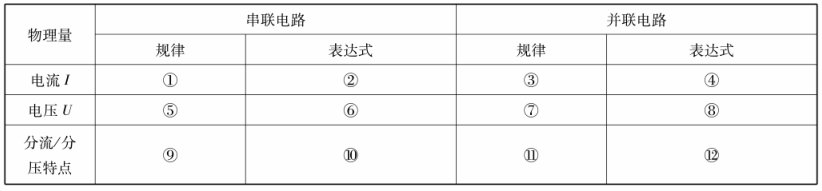 物理量 串联电路 并联电路
规律 表达式 规律 表达式
电流 I ① ② ③ ④
电压 U ⑤ ⑥ ⑦ ⑧
分流/分
压特点 ⑨ ⑩ ⑪ ⑫